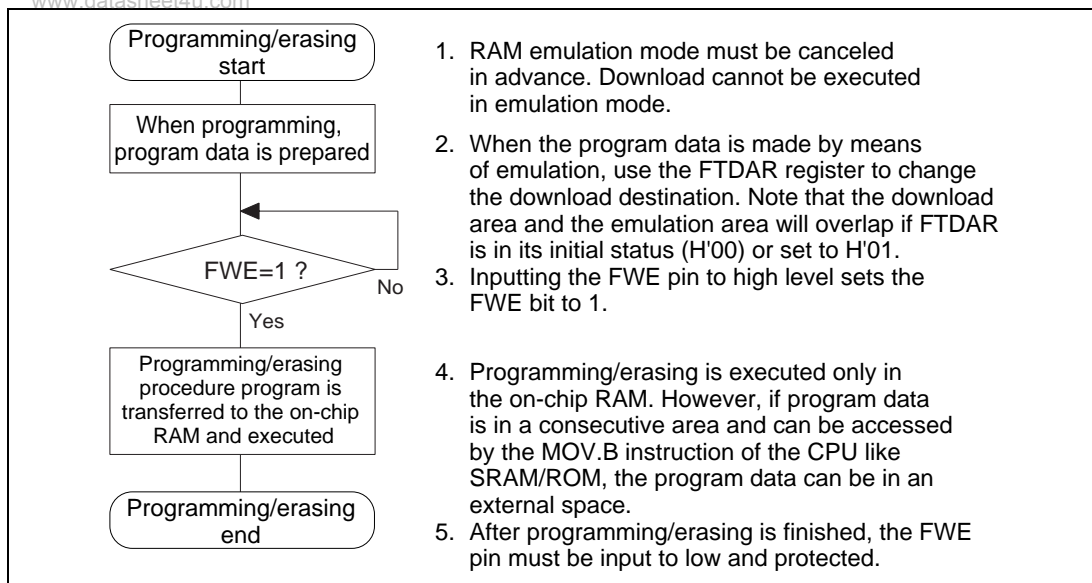 www.datasheet4u.com
Programming/erasing
start
When programming,
program data is prepared
FWE=1 ?
No
Yes
Programming/erasing
procedure program is
transferred to the on-chip
RAM and executed
Programming/erasing
end
1. RAM emulation mode must be canceled
in advance. Download cannot be executed
in emulation mode.
2. When the program data is made by means
of emulation, use the FTDAR register to change
the download destination. Note that the download
area and the emulation area will overlap if FTDAR
is in its initial status (H'00) or set to H'01.
3. Inputting the FWE pin to high level sets the
FWE bit to 1.
4. Programming/erasing is executed only in
the on-chip RAM. However, if program data
is in a consecutive area and can be accessed
by the MOV.B instruction of the CPU like
SRAM/ROM, the program data can be in an
external space.
5. After programming/erasing is finished, the FWE
pin must be input to low and protected.